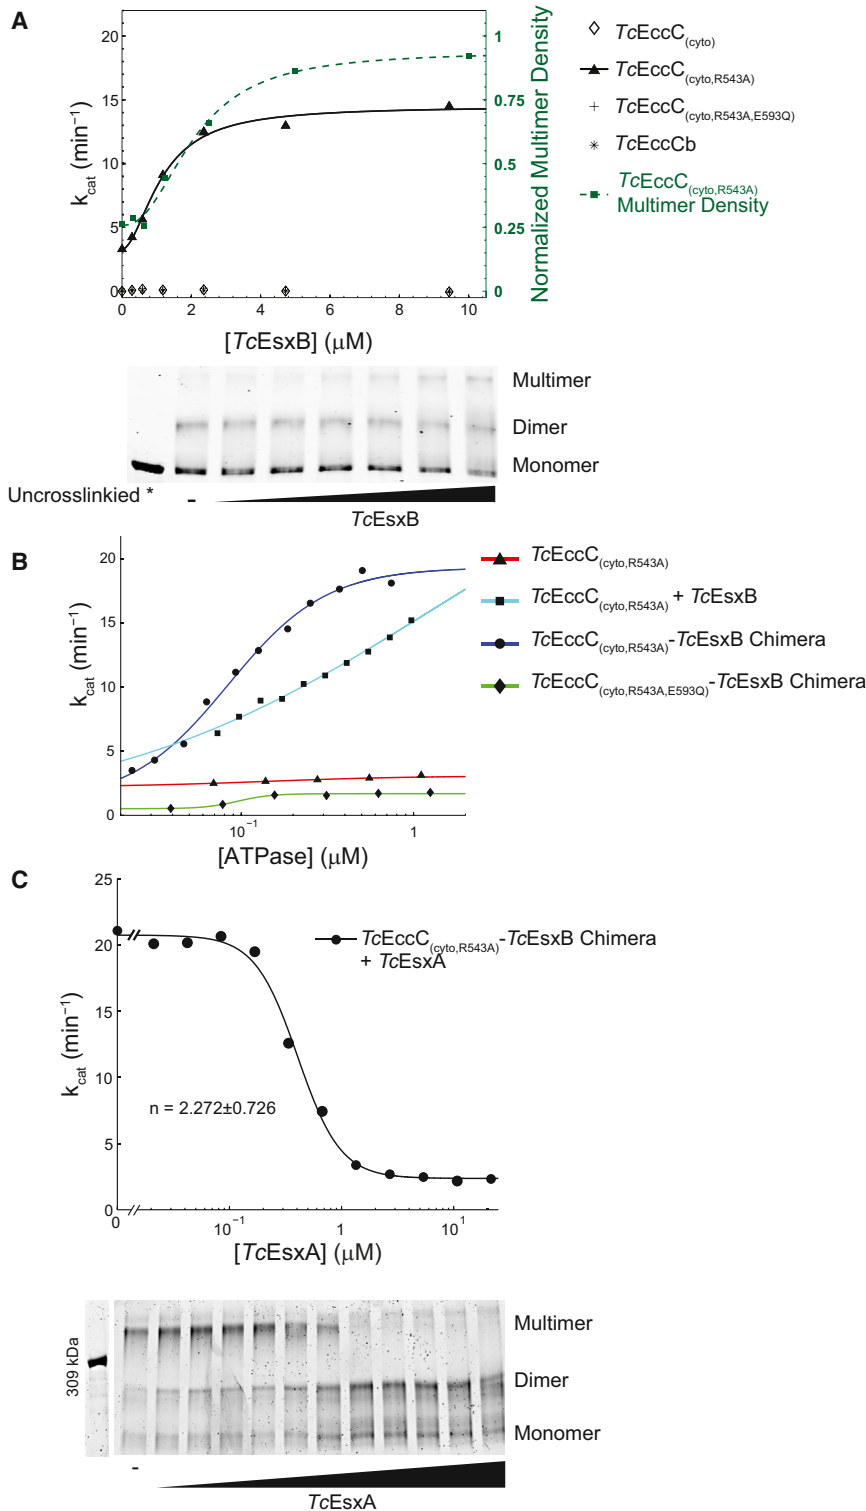 A
k_cat (min⁻¹)
20
15
10
5
0
0 2 4 6 8 10
[TcEsxB] (μM)
1
0.75
0.5
0.25
0
Normalized Multimer Density
TcEccC(cyto)
TcEccC(cyto,R543A)
TcEccC(cyto,R543A,E593Q)
TcEccCb
TcEccC(cyto,R543A)
Multimer Density
Multimer
Dimer
Monomer
Uncrosslinkied *
-
TcEsxB
B
k_cat (min⁻¹)
20
15
10
5
0
10⁻¹ 1
[ATPase] (μM)
TcEccC(cyto,R543A)
TcEccC(cyto,R543A) + TcEsxB
TcEccC(cyto,R543A)-TcEsxB Chimera
TcEccC(cyto,R543A,E593Q)-TcEsxB Chimera
C
k_cat (min⁻¹)
25
20
15
10
5
0
0 10⁻¹ 1 10¹
[TcEsxA] (μM)
TcEccC(cyto,R543A)-TcEsxB Chimera
+ TcEsxA
n = 2.272±0.726
309 kDa
Multimer
Dimer
Monomer
-
TcEsxA